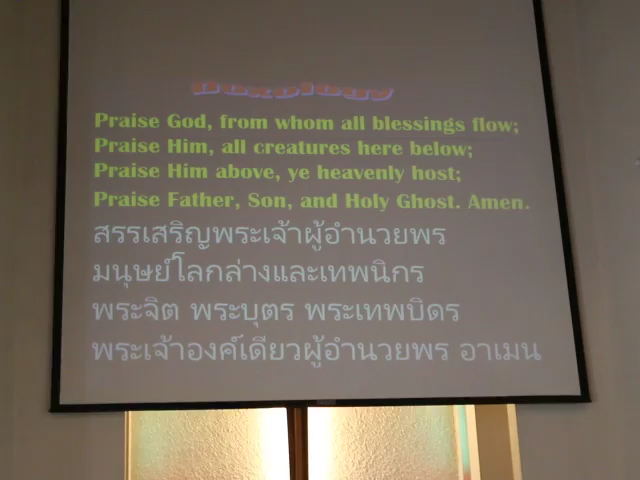 Doxology
Praise God, from whom all blessings flow;
Praise Him, all creatures here below;
Praise Him above, ye heavenly host;
Praise Father, Son, and Holy Ghost. Amen.
สรรเสริญพระเจ้าผู้อำนวยพร
มนุษย์โลกล่างและเทพนิกร
พระจิต พระบุตร พระเทพบิดร
พระเจ้าองค์เดียวผู้อำนวยพร อาเมน